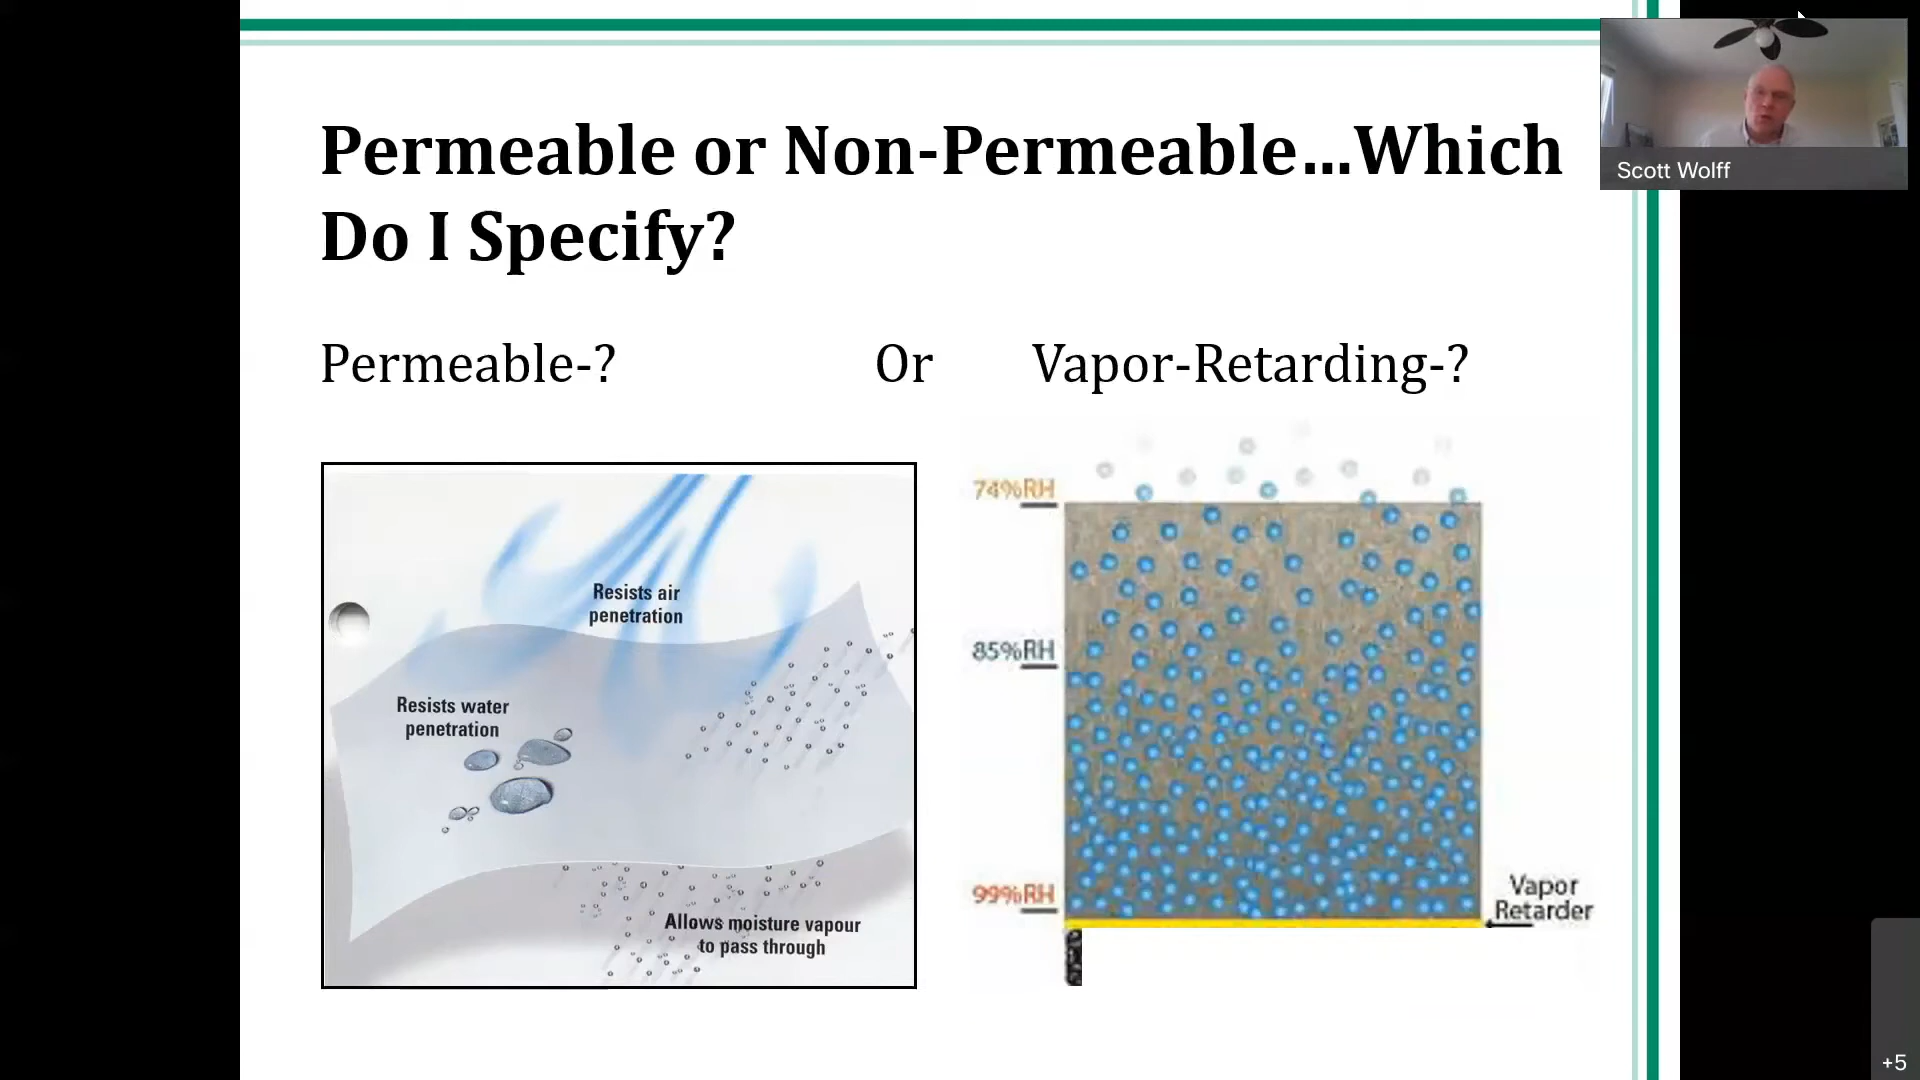 Permeable or Non-Permeable...Which
Do I Specify?
Scott Wolff
Permeable-?
Or
Vapor-Retarding-?
Resists air
penetration
Resists water
penetration
Allows moisture vapour
to pass through
74%RH
85%RH
99%RH
Vapor
Retarder
+5